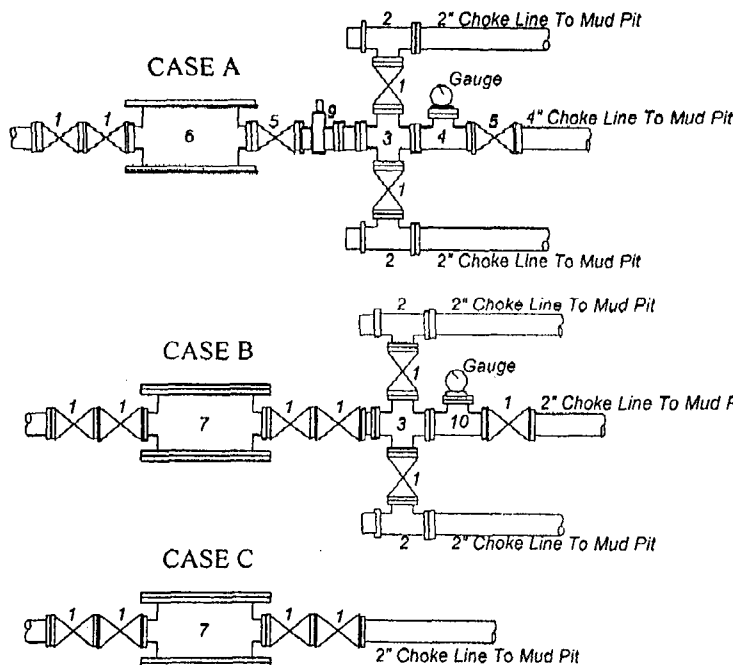 2 2" Choke Line To Mud Pit
CASE A
Gauge
1
1 1 5 9 4" Choke Line To Mud Pit
6 3 4 5
1
2 2" Choke Line To Mud Pit
2 2" Choke Line To Mud Pit
CASE B
Gauge
1
1 1 1 1 1 2" Choke Line To Mud P
7 3 10
1
2 2" Choke Line To Mud Pit
CASE C
1 1 1 1
7
2" Choke Line To Mud Pit